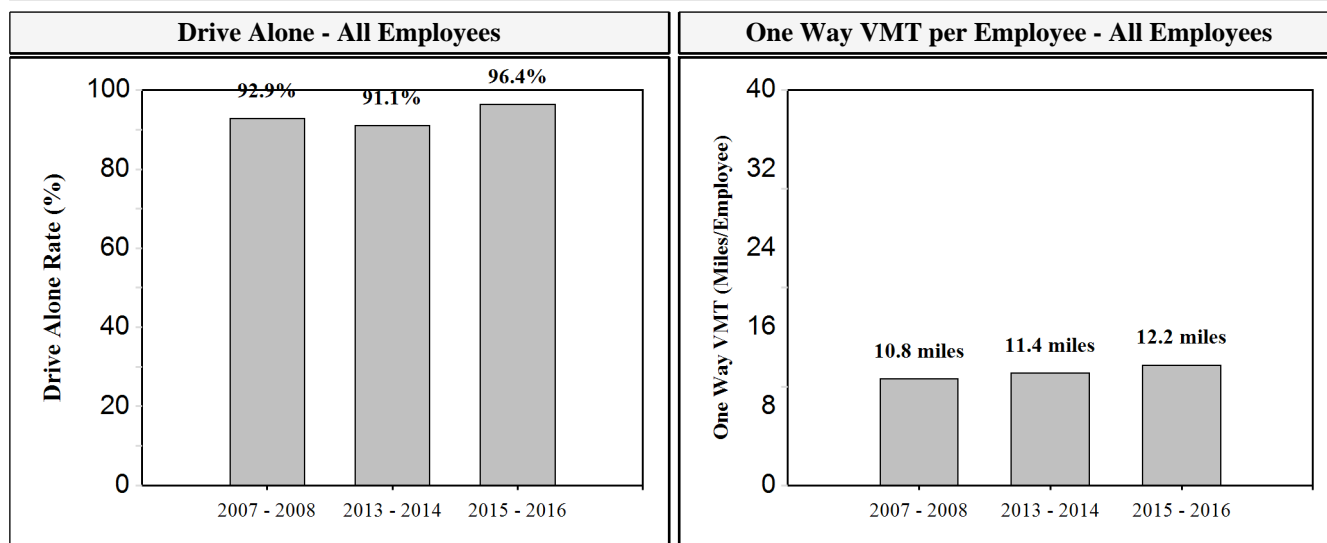 Drive Alone - All Employees
One Way VMT per Employee - All Employees
Drive Alone Rate (%)
100
80
60
40
20
0
92.9%
91.1%
96.4%
2007 - 2008
2013 - 2014
2015 - 2016
One Way VMT (Miles/Employee)
40
32
24
16
8
0
10.8 miles
11.4 miles
12.2 miles
2007 - 2008
2013 - 2014
2015 - 2016